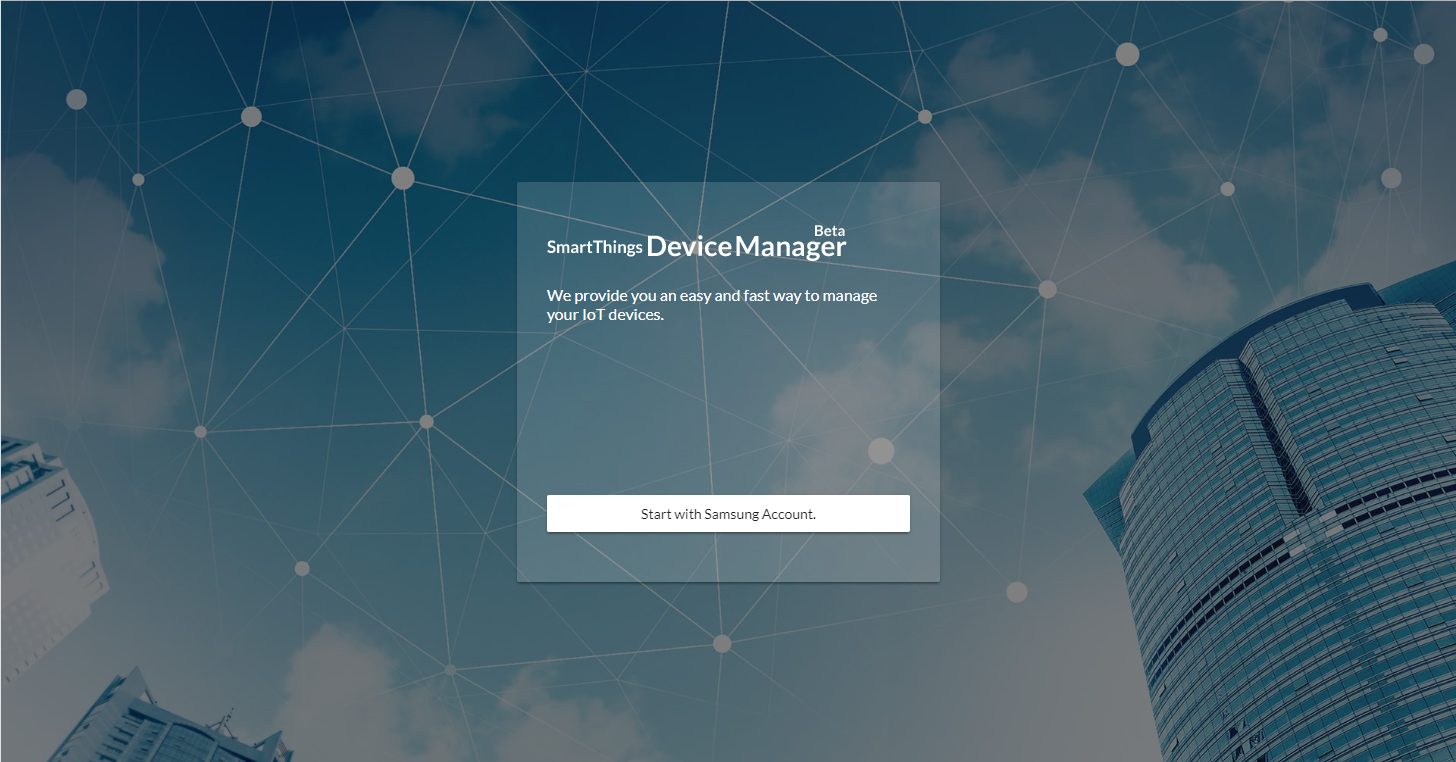 SmartThings DeviceManager Beta
We provide you an easy and fast way to manage
your IoT devices.
Start with Samsung Account.